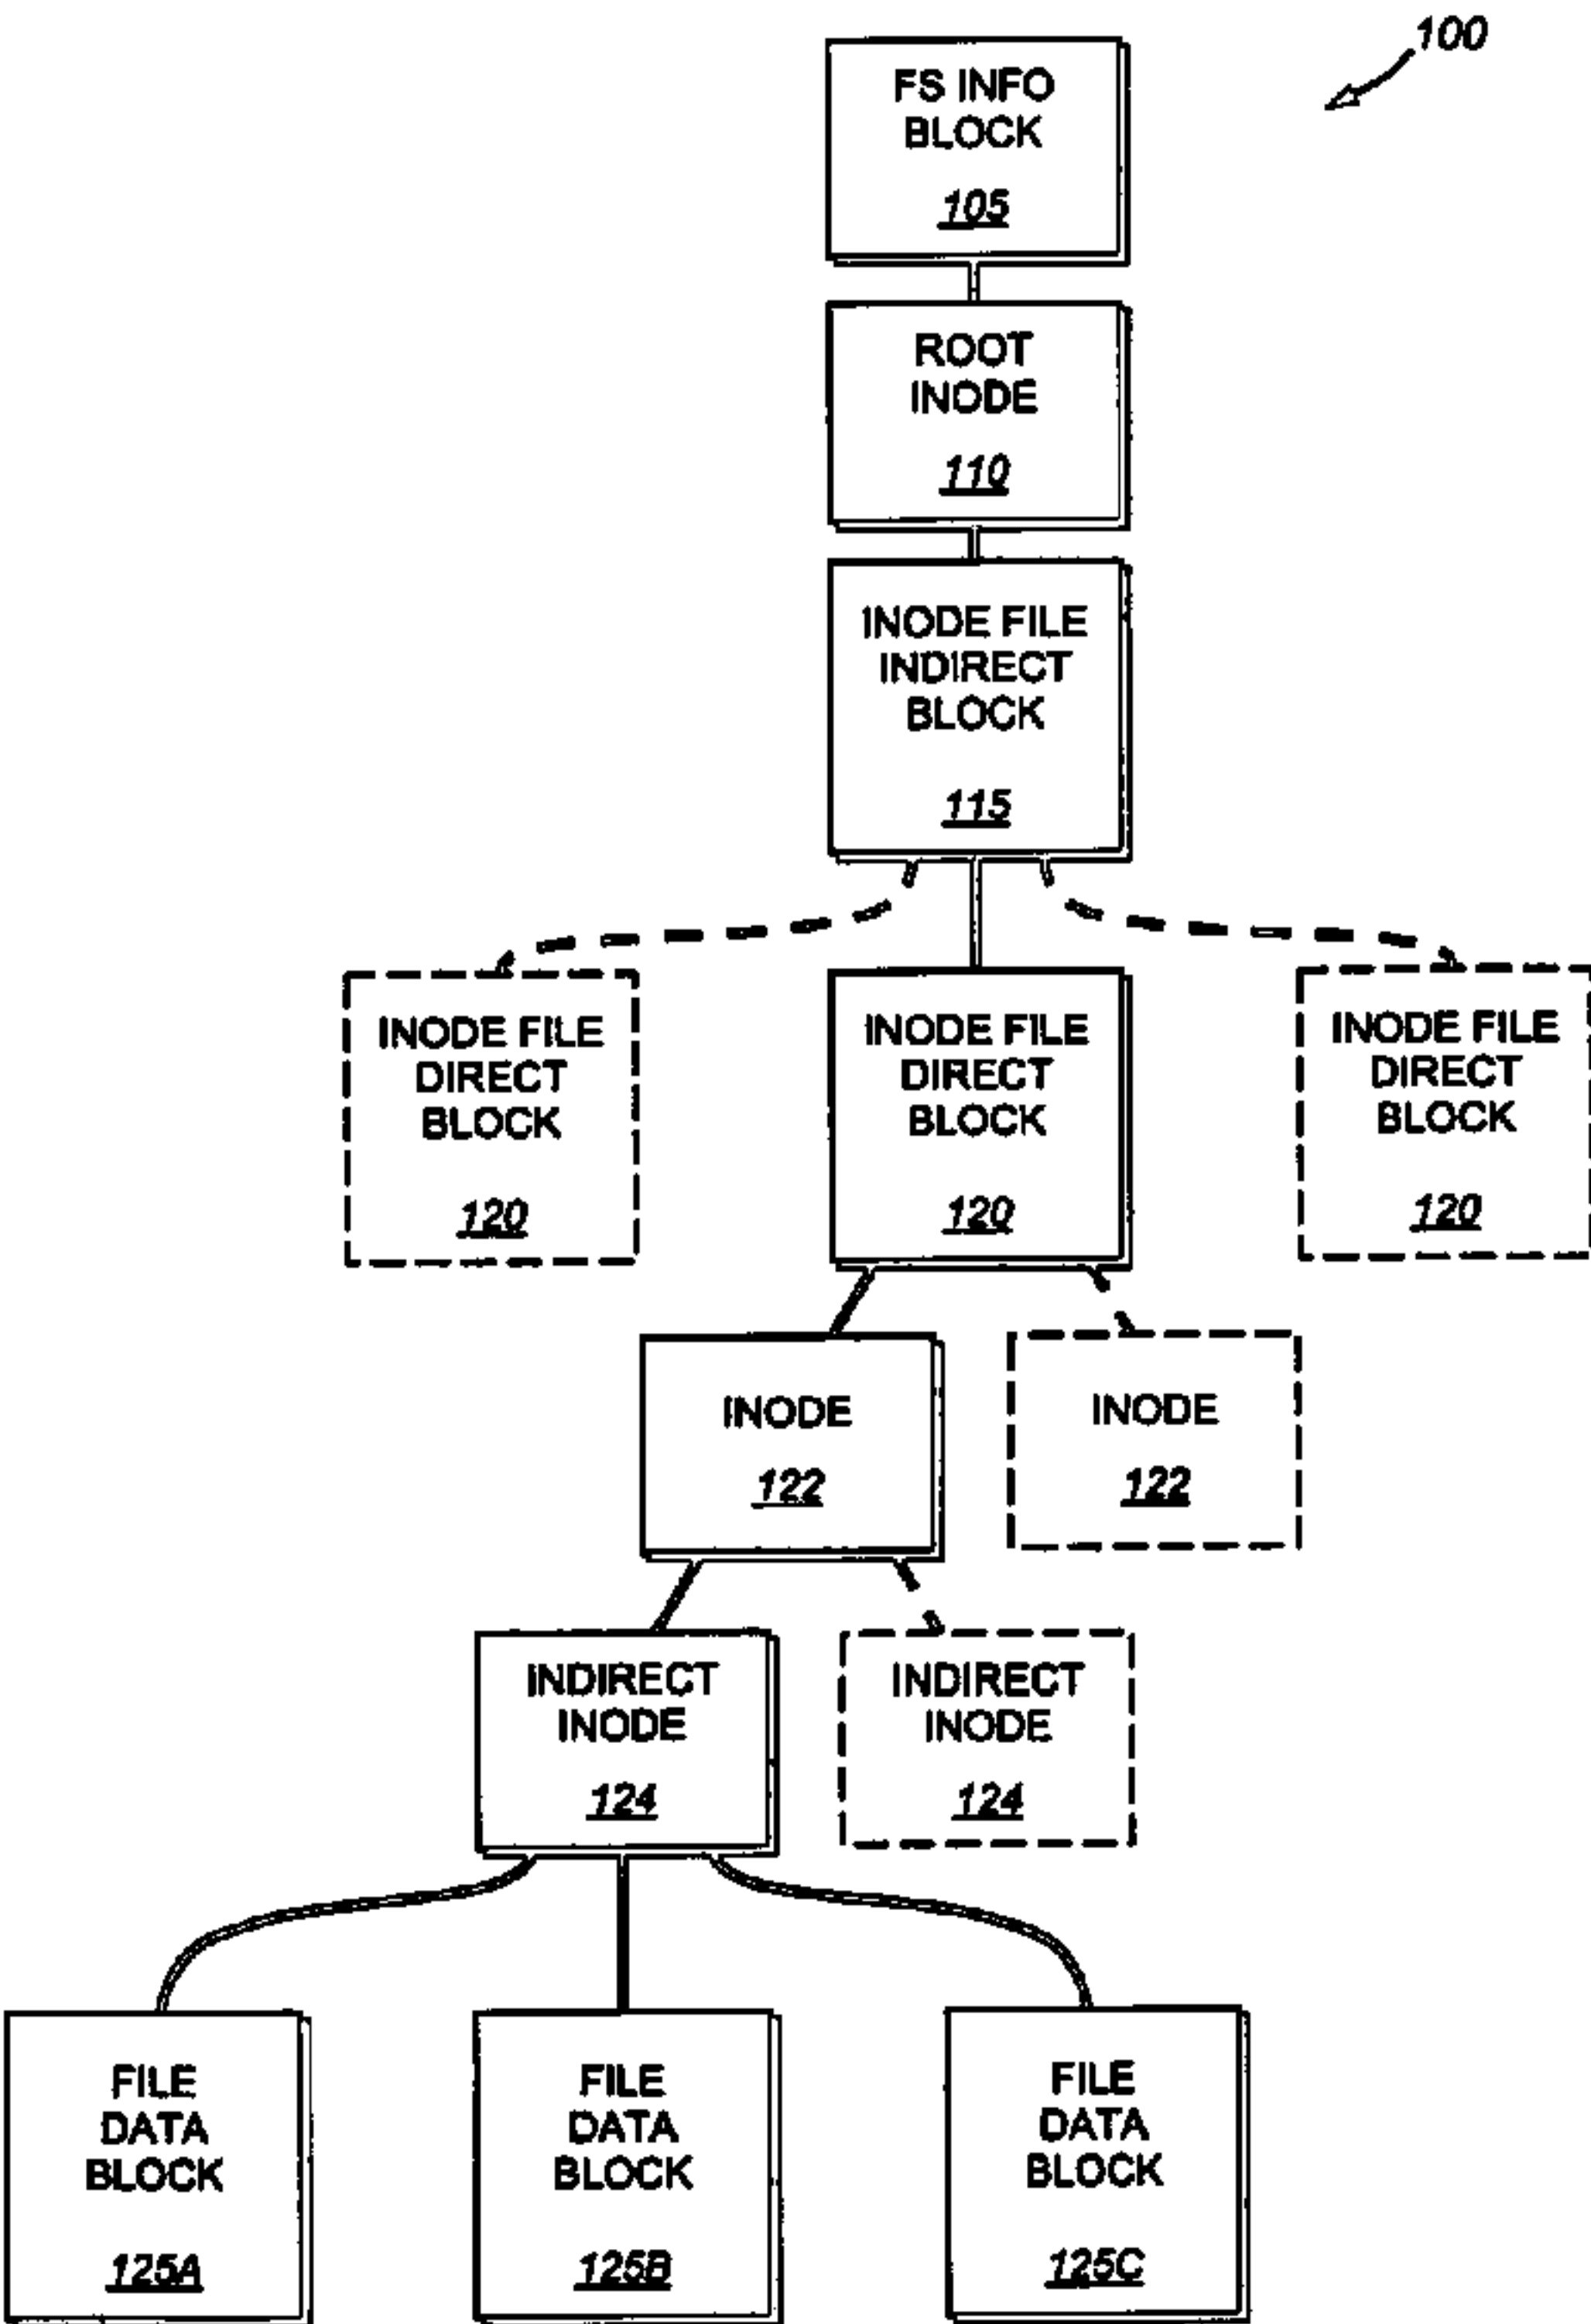 100
FS INFO
BLOCK
105
ROOT
INODE
110
INODE FILE
INDIRECT
BLOCK
115
INODE FILE
DIRECT
BLOCK
120
INODE FILE
DIRECT
BLOCK
120
INODE FILE
DIRECT
BLOCK
120
INODE
122
INODE
122
INDIRECT
INODE
124
INDIRECT
INODE
124
FILE
DATA
BLOCK
125A
FILE
DATA
BLOCK
125B
FILE
DATA
BLOCK
125C